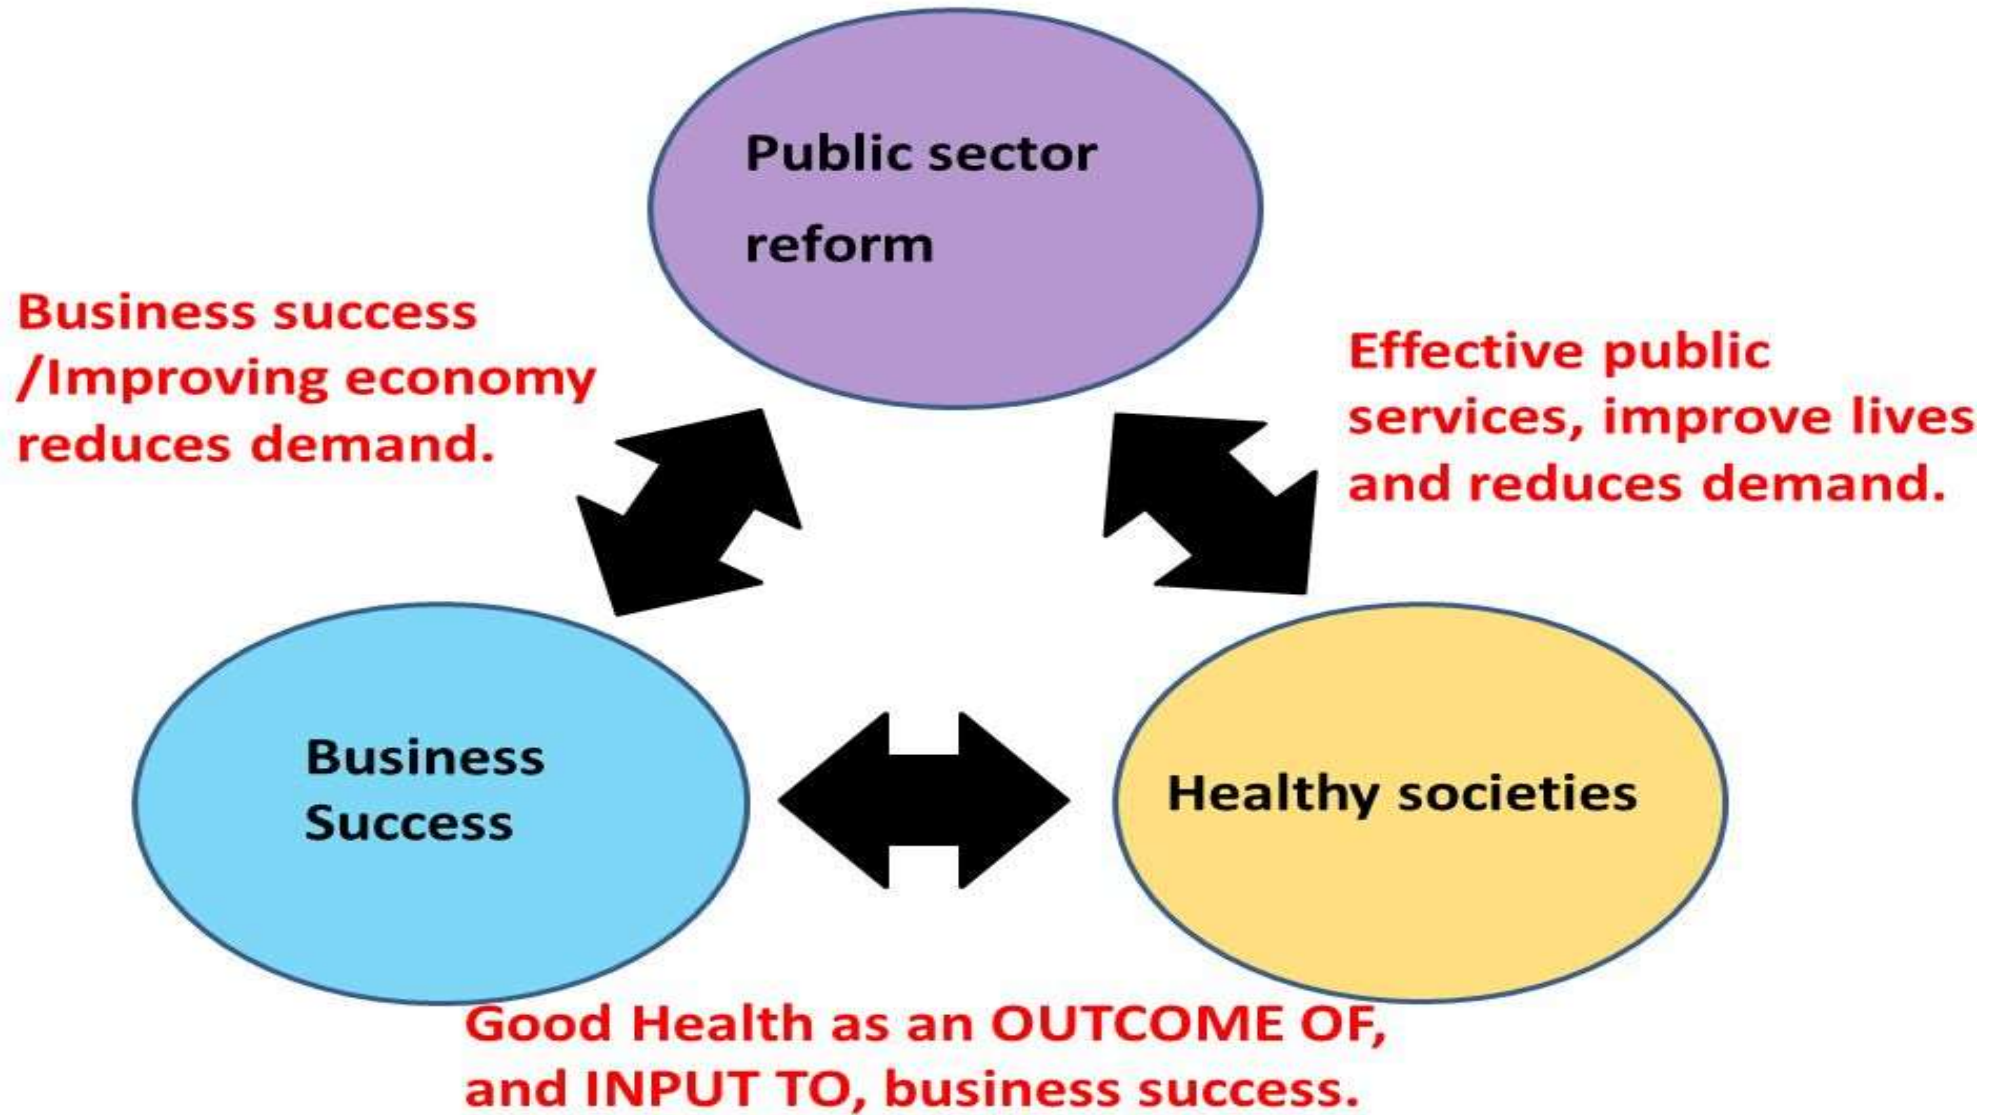 Public sector
reform
Business success
/Improving economy
reduces demand.
Effective public
services, improve lives
and reduces demand.
Business
Success
Healthy societies
Good Health as an OUTCOME OF,
and INPUT TO, business success.